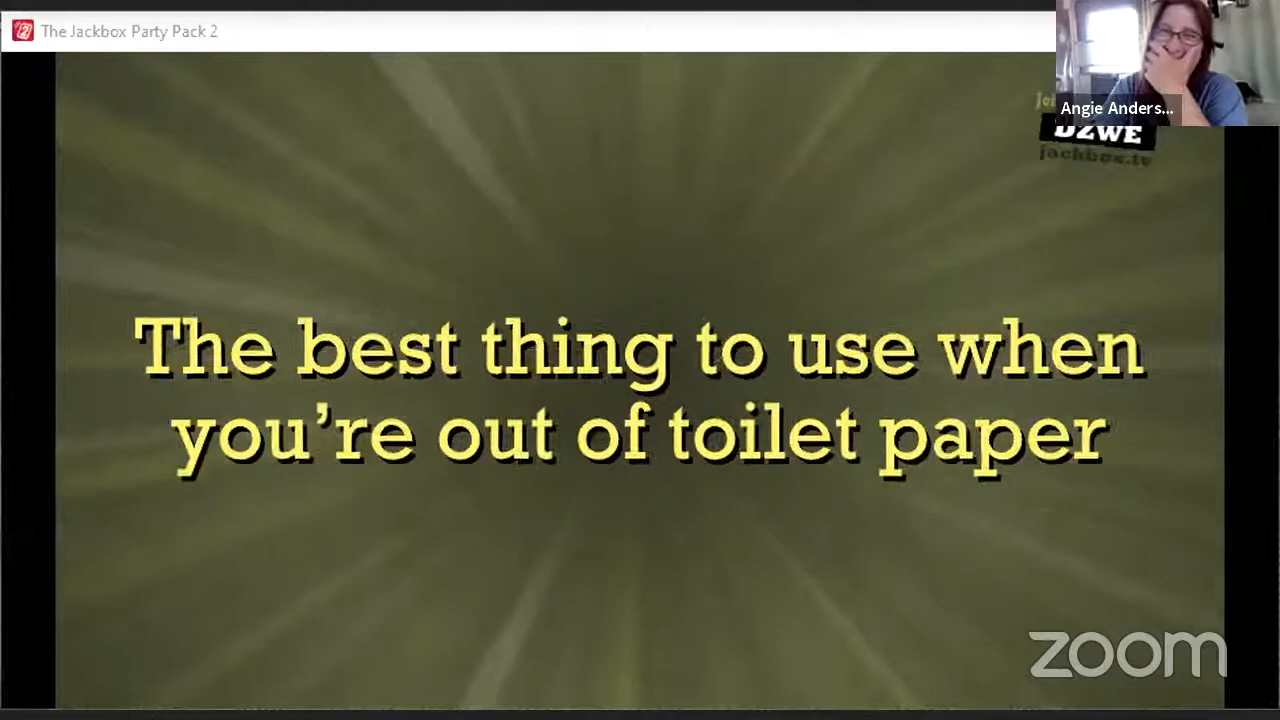 The Jackbox Party Pack 2
Angie Anders...
DZWE
jackbox.tv
The best thing to use when
you're out of toilet paper
zoom